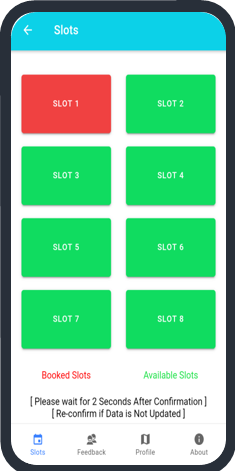 Slots
SLOT 1
SLOT 2
SLOT 3
SLOT 4
SLOT 5
SLOT 6
SLOT 7
SLOT 8
Booked Slots
Available Slots
[ Please wait for 2 Seconds After Confirmation ]
[ Re-confirm if Data is Not Updated ]
Slots
Feedback
Profile
About